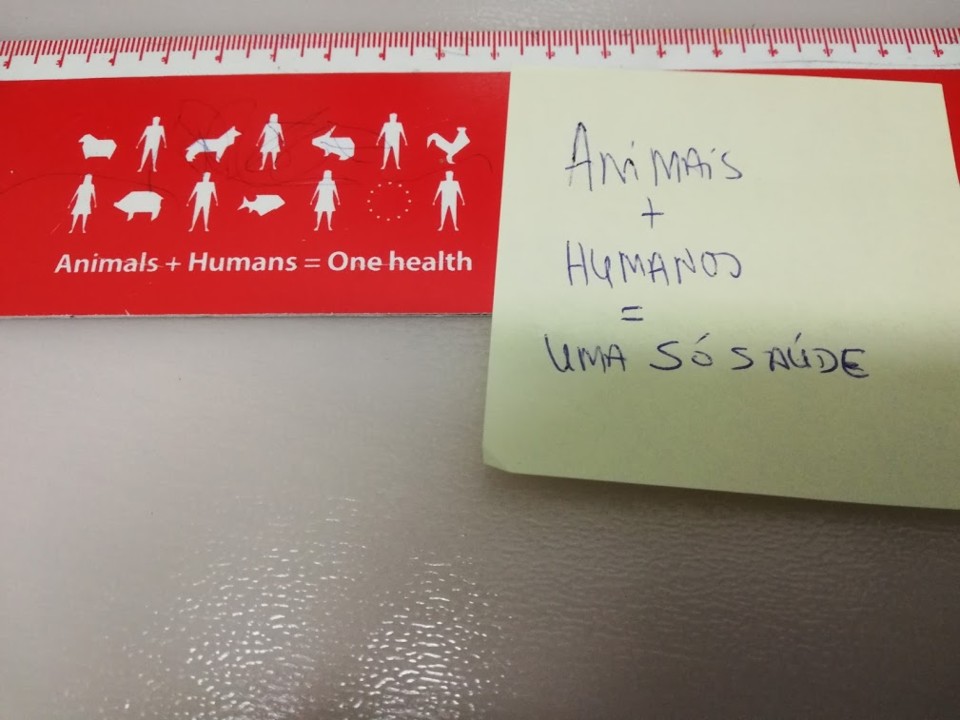 Animals + Humans = One health
ANIMAIS
+
HUMANOS
=
UMA SÓ SAÚDE